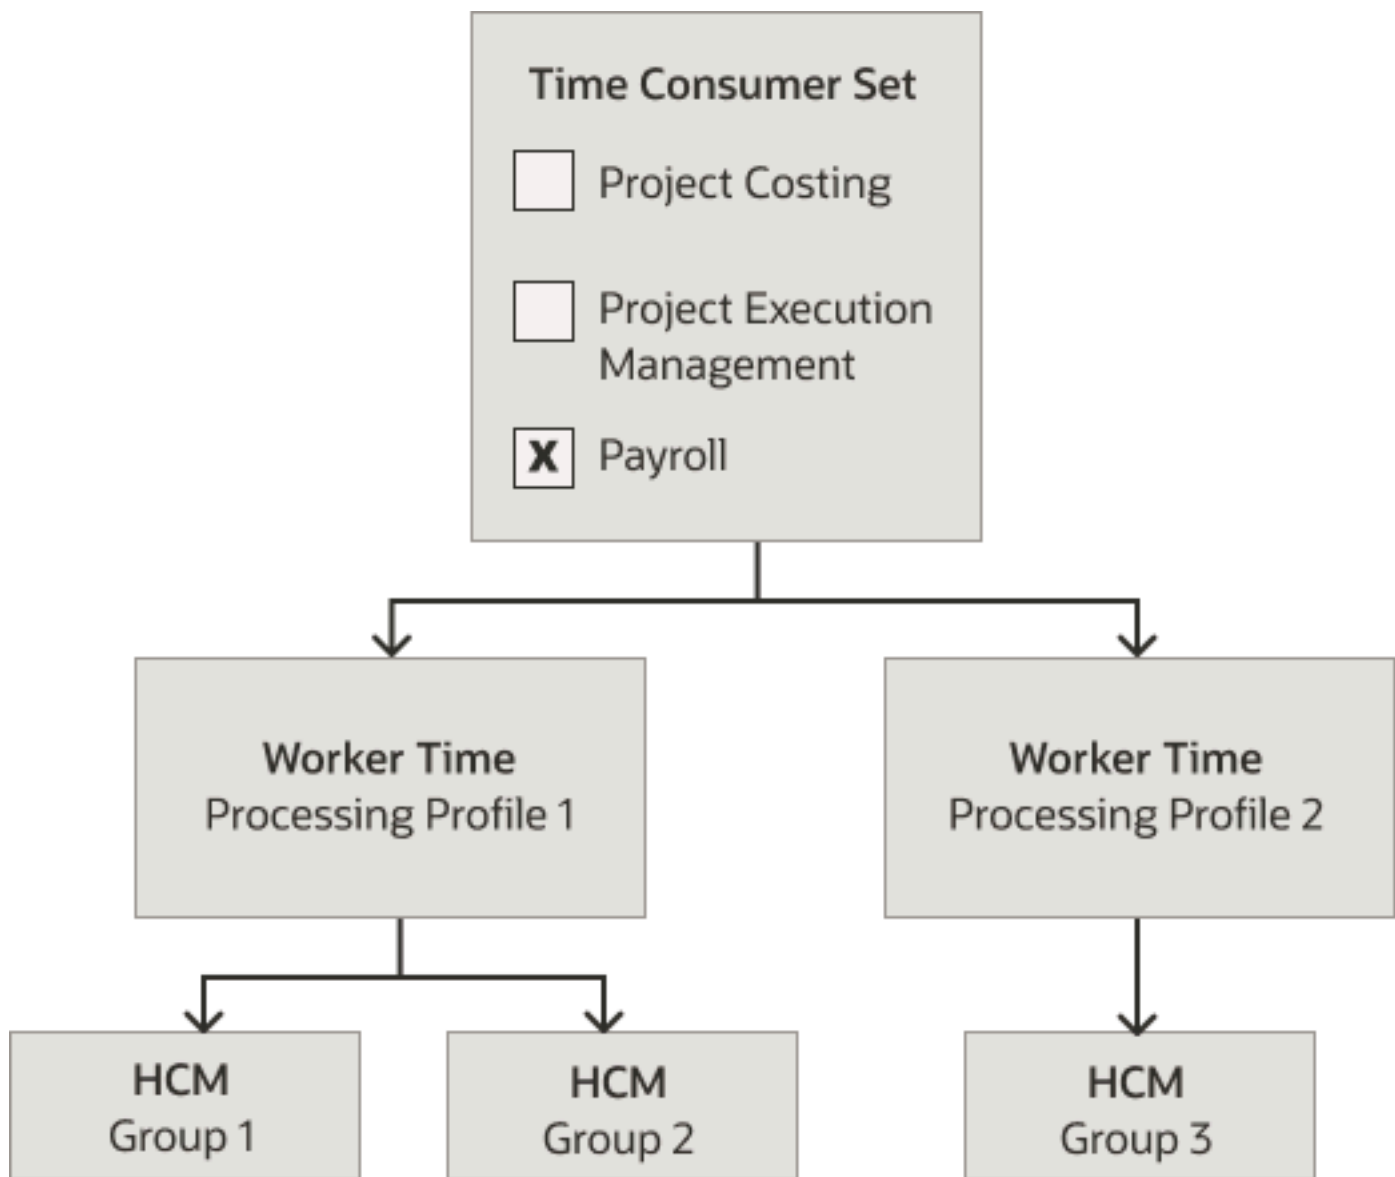 Time Consumer Set
Project Costing
Project Execution
Management
X Payroll
Worker Time
Processing Profile 1
Worker Time
Processing Profile 2
HCM
Group 1
HCM
Group 2
HCM
Group 3